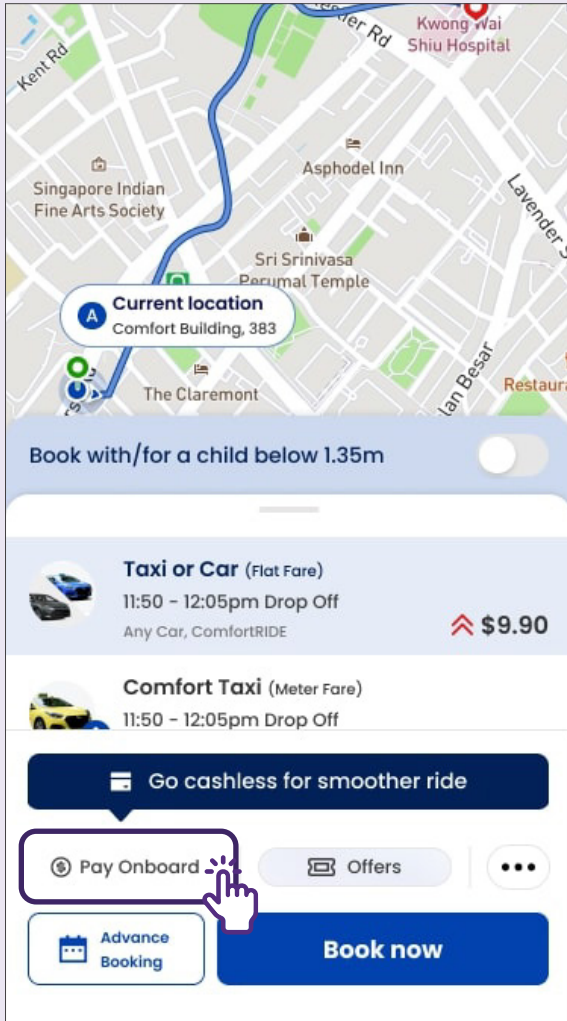 Kwong Wai
Shiu Hospital
Kent Rd
Asphodel Inn
Singapore Indian
Fine Arts Society
Lavender
Sri Srinivasa
Perumal Temple
A
Current location
Comfort Building, 383
The Claremont
Besar
Book with/for a child below 1.35m
Taxi or Car (Flat Fare)
11:50 - 12:05pm Drop Off
Any Car, ComfortRIDE
$9.90
Comfort Taxi (Meter Fare)
11:50 - 12:05pm Drop Off
Go cashless for smoother ride
Pay Onboard
Offers
Advance
Booking
Book now